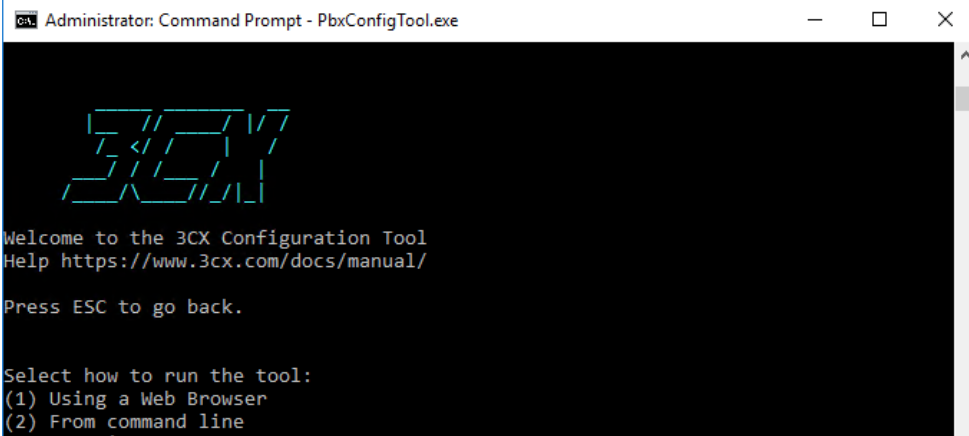 Administrator: Command Prompt - PbxConfigTool.exe
3CX
Welcome to the 3CX Configuration Tool
Help https://www.3cx.com/docs/manual/
Press ESC to go back.
Select how to run the tool:
(1) Using a Web Browser
(2) From command line